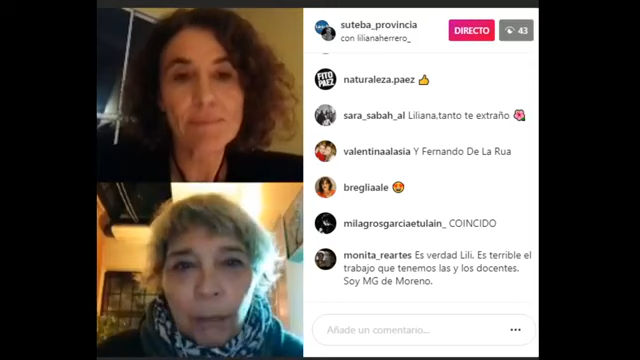 suteba_provincia
con lilianaherrero_
DIRECTO
43
FITO
PAEZ
naturaleza.paez 👍
sara_sabah_al Liliana,tanto te extraño 🌺
valentinaalasia Y Fernando De La Rua
bregliaale 😍
milagrosgarciaetulain_ COINCIDO
monita_reartes Es verdad Lili. Es terrible el
trabajo que tenemos las y los docentes.
Soy MG de Moreno.
Añade un comentario...